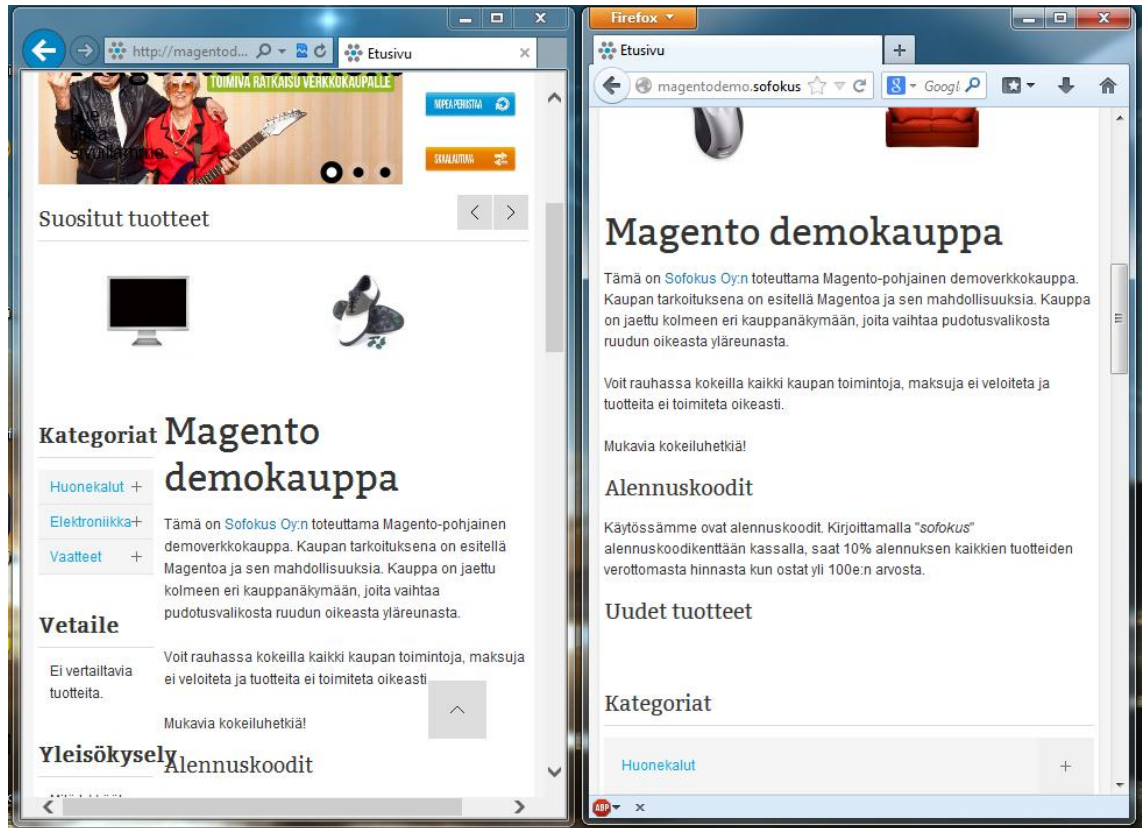 http://magentod...
Etusivu
TOIMIVA RATKAISU VERKKOKAUPALLE
NOPEA PERUSTAA
sivuillamme.
SKAALAUTUVA
Suositut tuotteet
Kategoriat
Huonekalut +
Elektroniikka+
Vaatteet +
Vetaile
Ei vertailtavia
tuotteita.
Yleisökysely
Magento
demokauppa
Tämä on Sofokus Oy:n toteuttama Magento-pohjainen
demoverkkokauppa. Kaupan tarkoituksena on esitellä
Magentoa ja sen mahdollisuuksia. Kauppa on jaettu
kolmeen eri kauppanäkymään, joita vaihtaa
pudotusvalikosta ruudun oikeasta yläreunasta.
Voit rauhassa kokeilla kaikki kaupan toimintoja, maksuja
ei veloiteta ja tuotteita ei toimiteta oikeasti.
Mukavia kokeiluhetkiä!
Alennuskoodit
Firefox
Etusivu
magentodemo.sofokus
8 Googl
Magento demokauppa
Tämä on Sofokus Oy:n toteuttama Magento-pohjainen demoverkkokauppa.
Kaupan tarkoituksena on esitellä Magentoa ja sen mahdollisuuksia. Kauppa
on jaettu kolmeen eri kauppanäkymään, joita vaihtaa pudotusvalikosta
ruudun oikeasta yläreunasta.
Voit rauhassa kokeilla kaikki kaupan toimintoja, maksuja ei veloiteta ja
tuotteita ei toimiteta oikeasti.
Mukavia kokeiluhetkiä!
Alennuskoodit
Käytössämme ovat alennuskoodit. Kirjoittamalla "sofokus"
alennuskoodikenttään kassalla, saat 10% alennuksen kaikkien tuotteiden
verottomasta hinnasta kun ostat yli 100e:n arvosta.
Uudet tuotteet
Kategoriat
Huonekalut +
ABP